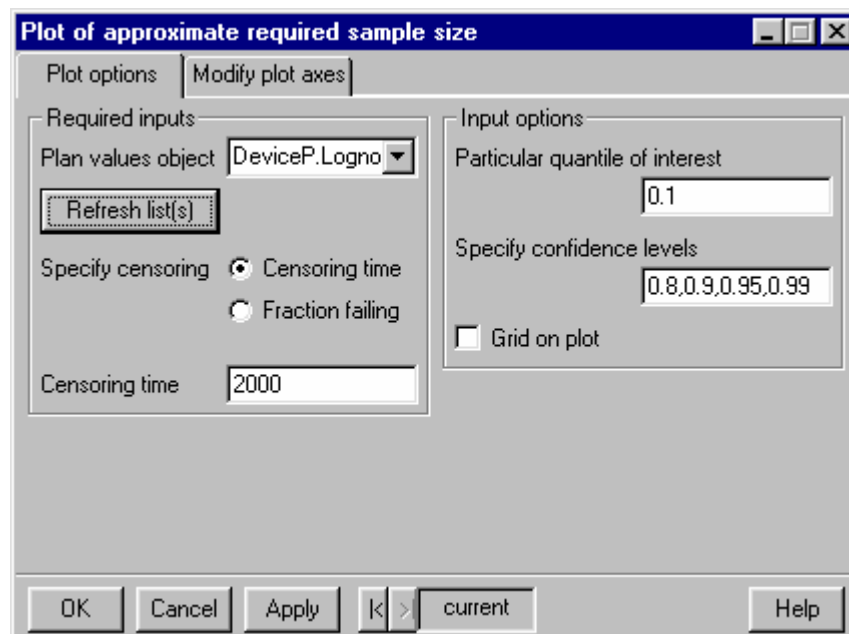 Plot of approximate required sample size
Plot options
Modify plot axes
Required inputs
Plan values object DeviceP.Logno
Refresh list(s)
Specify censoring Censoring time
Fraction failing
Censoring time 2000
Input options
Particular quantile of interest
0.1
Specify confidence levels
0.8,0.9,0.95,0.99
Grid on plot
OK Cancel Apply |< >| current Help